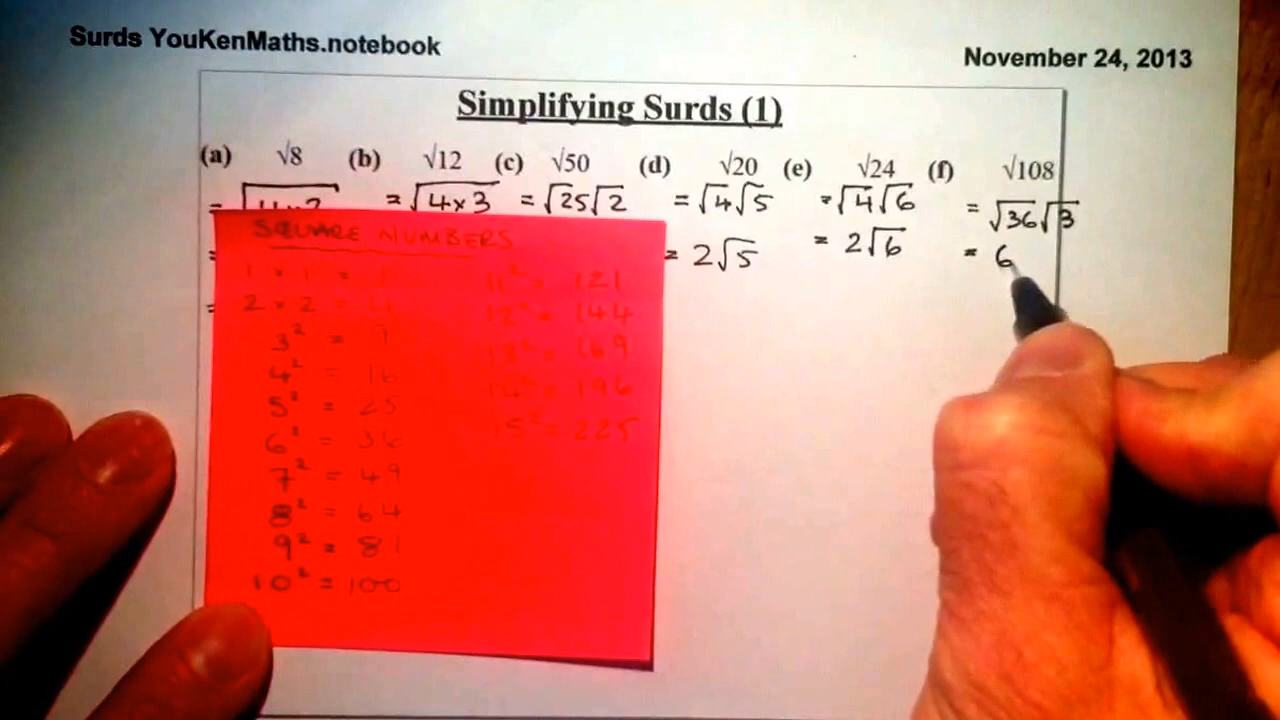 Surds YouKenMaths.notebook
November 24, 2013
Simplifying Surds (1)
(a) √8 (b) √12 (c) √50 (d) √20 (e) √24 (f) √108
= √4×2 = √4×3 = √25√2 = √4√5 = √4√6 = √36√3
= = 2√5 = 2√6 = 6
=
SQUARE NUMBERS
1 × 1 = 1 11² = 121
2 × 2 = 4 12² = 144
3² = 9 13² = 169
4² = 16 14² = 196
5² = 25 15² = 225
6² = 36
7² = 49
8² = 64
9² = 81
10² = 100